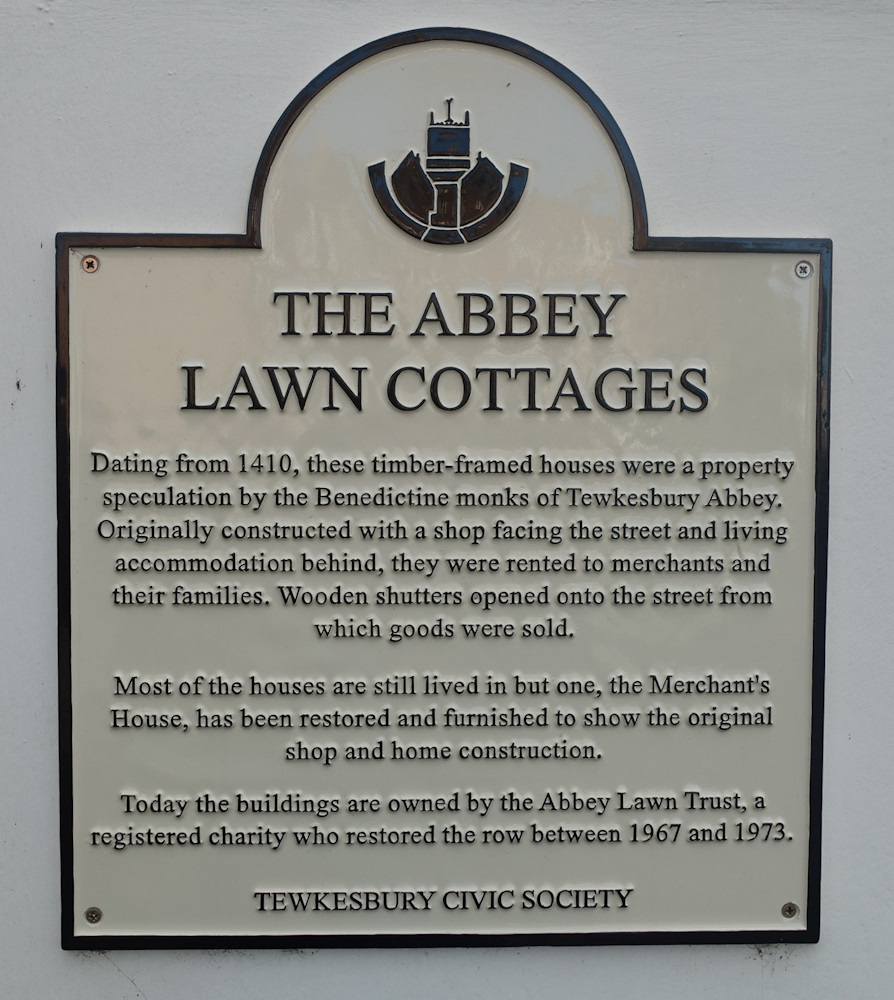 THE ABBEY
LAWN COTTAGES
Dating from 1410, these timber-framed houses were a property
speculation by the Benedictine monks of Tewkesbury Abbey.
Originally constructed with a shop facing the street and living
accommodation behind, they were rented to merchants and
their families. Wooden shutters opened onto the street from
which goods were sold.
Most of the houses are still lived in but one, the Merchant's
House, has been restored and furnished to show the original
shop and home construction.
Today the buildings are owned by the Abbey Lawn Trust, a
registered charity who restored the row between 1967 and 1973.
TEWKESBURY CIVIC SOCIETY